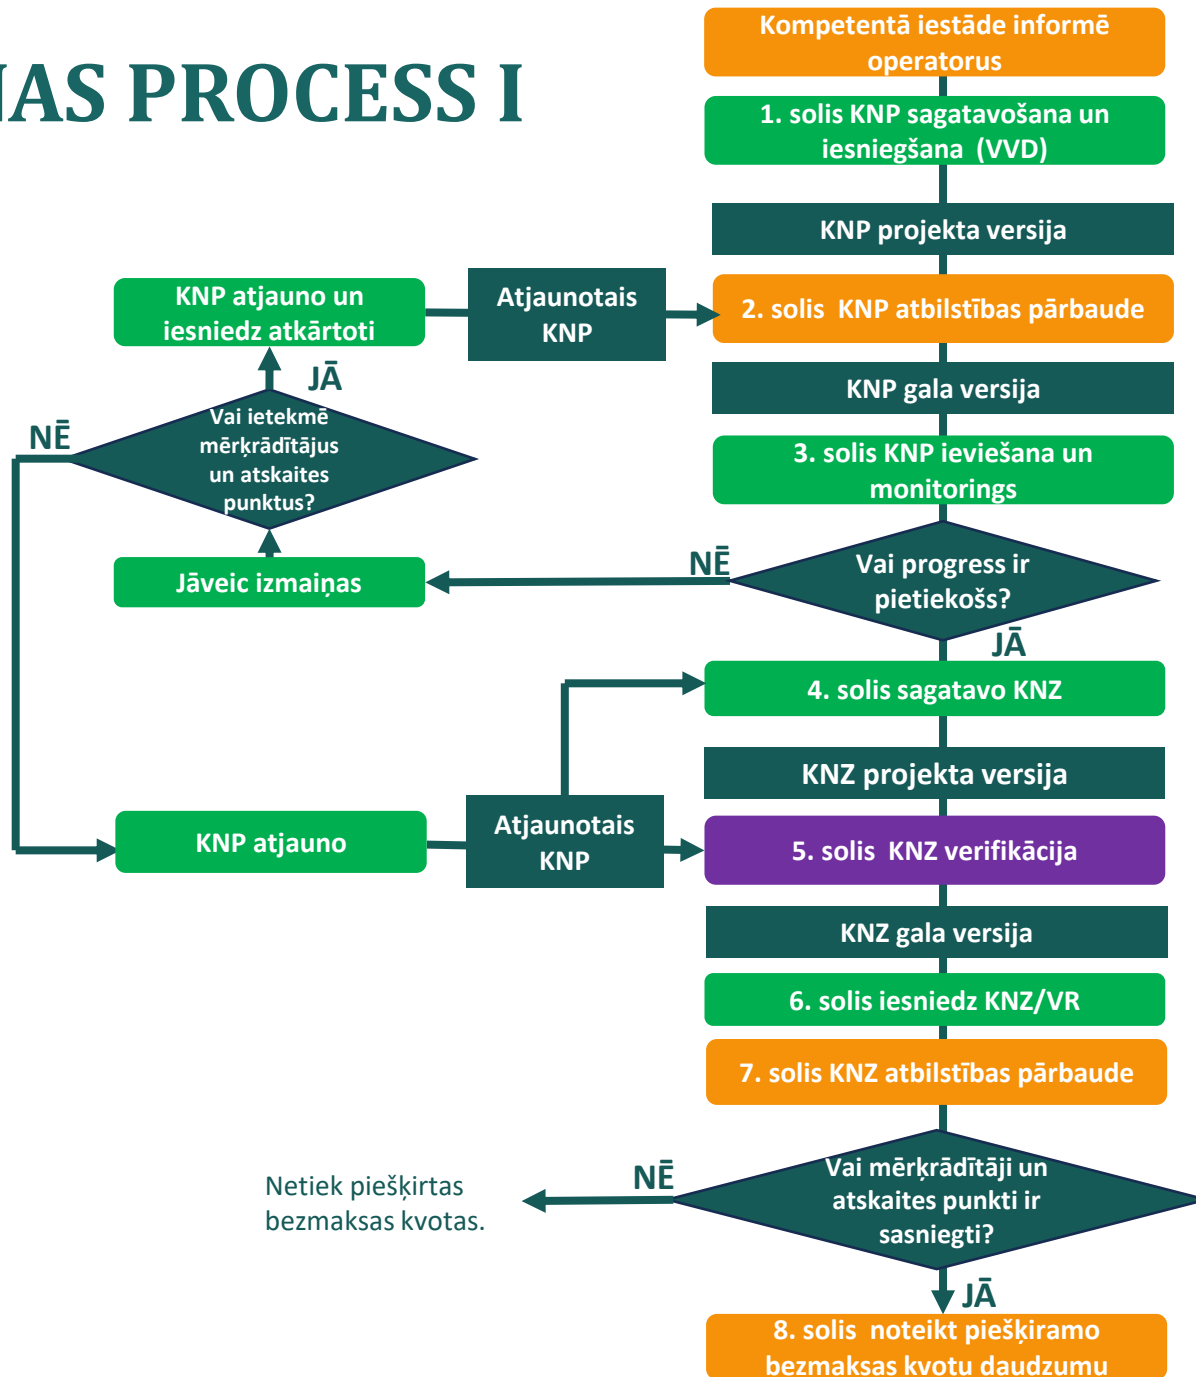 NAS PROCESS I
Kompetentā iestāde informē
operatorus
1. solis KNP sagatavošana un
iesniegšana (VVD)
KNP projekta versija
KNP atjauno un
iesniedz atkārtoti
Atjaunotais
KNP
2. solis KNP atbilstības pārbaude
JĀ
KNP gala versija
Vai ietekmē
mērķrādītājus
un atskaites
punktus?
NĒ
3. solis KNP ieviešana un
monitorings
Jāveic izmaiņas
NĒ
Vai progress ir
pietiekošs?
JĀ
4. solis sagatavo KNZ
KNZ projekta versija
KNP atjauno
Atjaunotais
KNP
5. solis KNZ verifikācija
KNZ gala versija
6. solis iesniedz KNZ/VR
7. solis KNZ atbilstības pārbaude
Netiek piešķirtas
bezmaksas kvotas.
NĒ
Vai mērķrādītāji un
atskaites punkti ir
sasniegti?
JĀ
8. solis noteikt piešķiramo
bezmaksas kvotu daudzumu